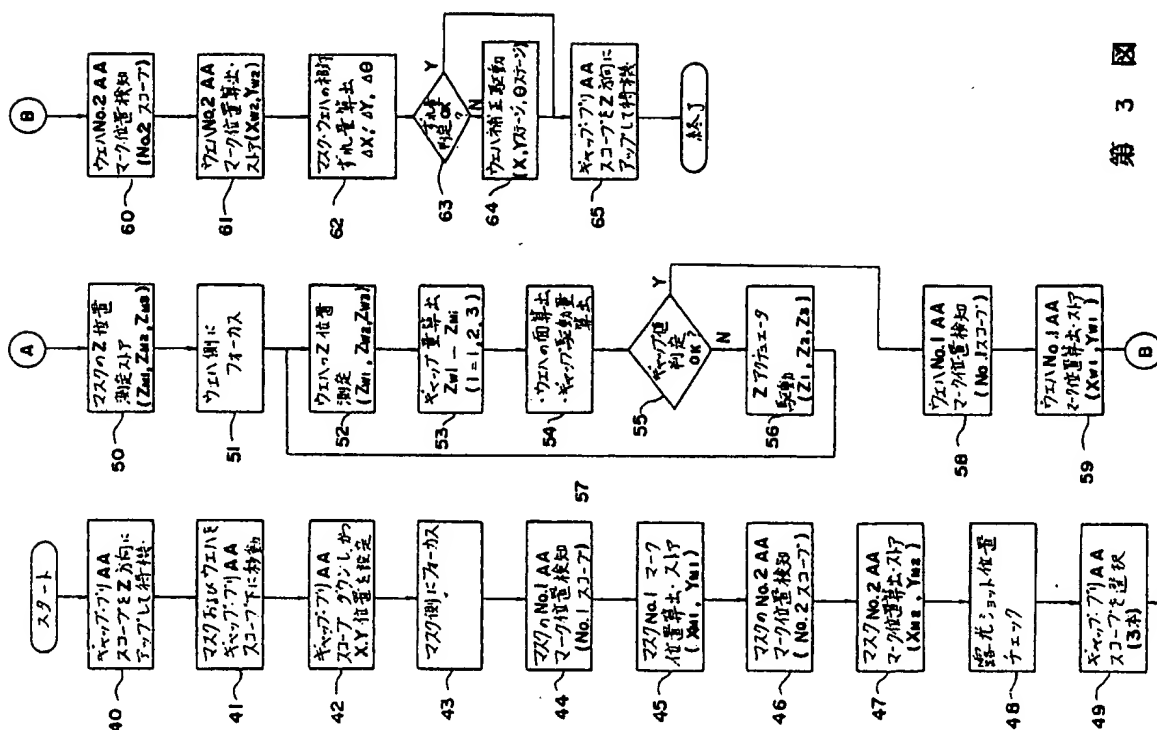 スタート
40
ギャップ・プリAA
スコープをZ方向に
アップして待機・
41
マスクおよびウエハを
ギャップ・プリAA
スコープ下に移動
42
ギャップ・プリAA
スコープ ダウンしかつ
X,Y位置を設定
43
マスク側にフォーカス
44
マスクのNo.1 AA
マーク位置検知
(No.1 スコープ)
45
マスクNo.1 マーク
位置算出,ストア
(XM1, YM1)
46
マスクのNo.2 AA
マーク位置検知
(No.2 スコープ)
47
マスクNo.2 AA
マーク位置算出・ストア
(XM2, YM2)
48
露光ショット位置
チェック
49
ギャップ・プリAA
スコープを選択
(3本)
A
50
マスクのZ位置
測定ストア
(ZM1, ZM2, ZM3)
51
ウエハ側に
フォーカス
52
ウエハのZ位置
測定
(ZW1, ZW2, ZW3)
53
ギャップ量算出
ZWi − ZMi
(i = 1, 2, 3)
54
・ウエハの面算出
・ギャップ駆動量
算出
55
ギャップ値
判定
OK?
Y
N
56
Zアクチュエータ
駆動
(Z1, Z2, Z3)
57
58
ウエハNo.1 AA
マーク位置検知
(No.1スコープ)
59
ウエハNo.1 AA
マーク位置算出・ストア
(XW1, YW1)
B
B
60
ウエハNo.2 AA
マーク位置検知
(No.2 スコープ)
61
ウエハNo.2 AA
マーク位置算出・
ストア(XW2, YW2)
62
マスク・ウエハの相対
ずれ量算出
ΔX, ΔY, Δθ
63
ずれ量
判定OK
?
Y
N
64
ウエハ補正駆動
(X,Yステージ,θステージ)
65
ギャップ・プリAA
スコープをZ方向に
アップして待機・
終了
第 3 図